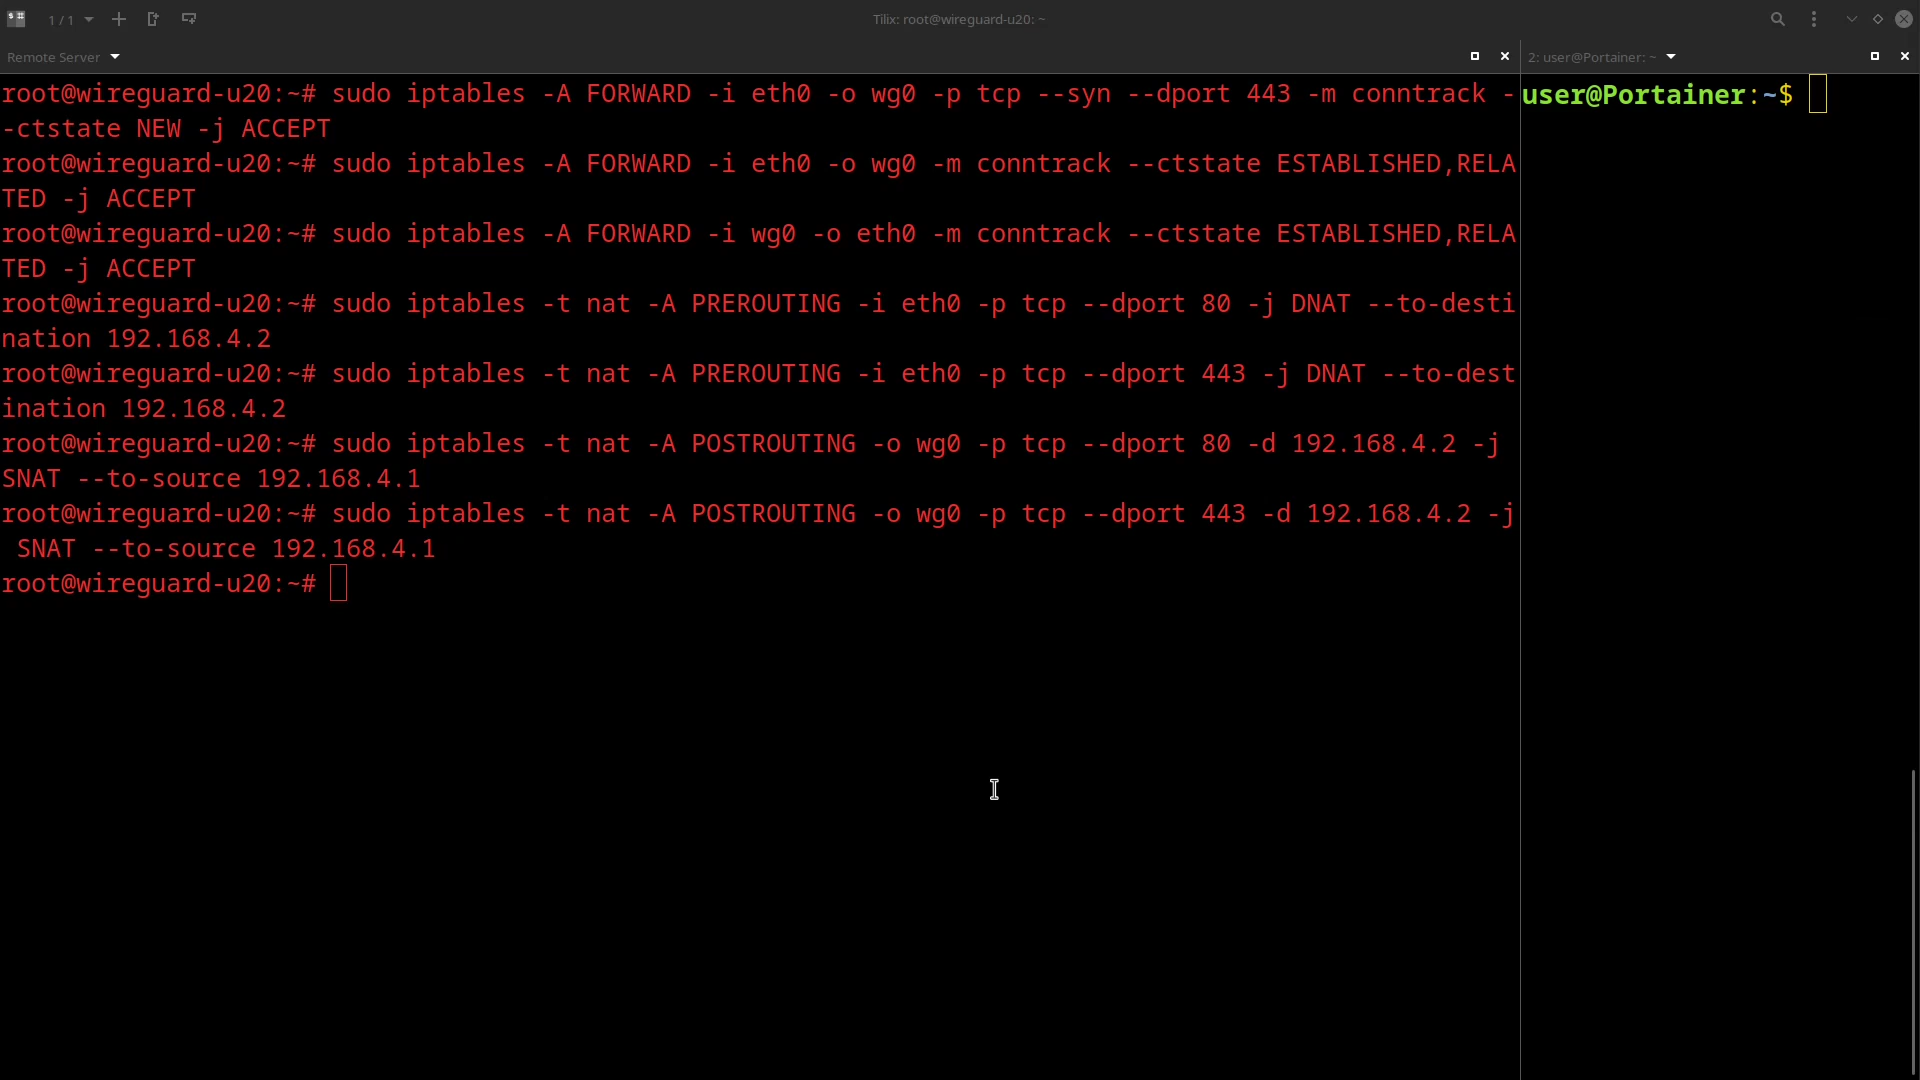 1 / 1
Tilix: root@wireguard-u20: ~
Remote Server
2: user@Portainer: ~
root@wireguard-u20:~# sudo iptables -A FORWARD -i eth0 -o wg0 -p tcp --syn --dport 443 -m conntrack -
-ctstate NEW -j ACCEPT
root@wireguard-u20:~# sudo iptables -A FORWARD -i eth0 -o wg0 -m conntrack --ctstate ESTABLISHED,RELA
TED -j ACCEPT
root@wireguard-u20:~# sudo iptables -A FORWARD -i wg0 -o eth0 -m conntrack --ctstate ESTABLISHED,RELA
TED -j ACCEPT
root@wireguard-u20:~# sudo iptables -t nat -A PREROUTING -i eth0 -p tcp --dport 80 -j DNAT --to-desti
nation 192.168.4.2
root@wireguard-u20:~# sudo iptables -t nat -A PREROUTING -i eth0 -p tcp --dport 443 -j DNAT --to-dest
ination 192.168.4.2
root@wireguard-u20:~# sudo iptables -t nat -A POSTROUTING -o wg0 -p tcp --dport 80 -d 192.168.4.2 -j
SNAT --to-source 192.168.4.1
root@wireguard-u20:~# sudo iptables -t nat -A POSTROUTING -o wg0 -p tcp --dport 443 -d 192.168.4.2 -j
 SNAT --to-source 192.168.4.1
root@wireguard-u20:~#
user@Portainer:~$